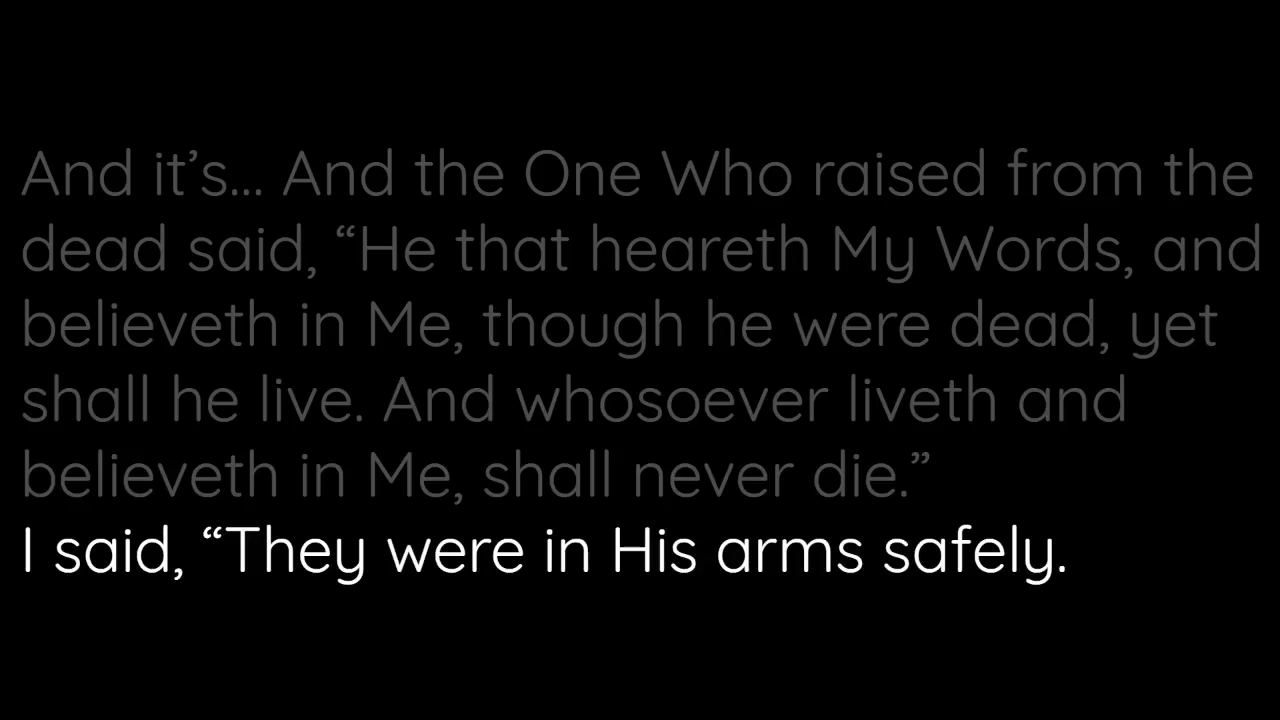 And it’s... And the One Who raised from the
dead said, “He that heareth My Words, and
believeth in Me, though he were dead, yet
shall he live. And whosoever liveth and
believeth in Me, shall never die.”
I said, “They were in His arms safely.